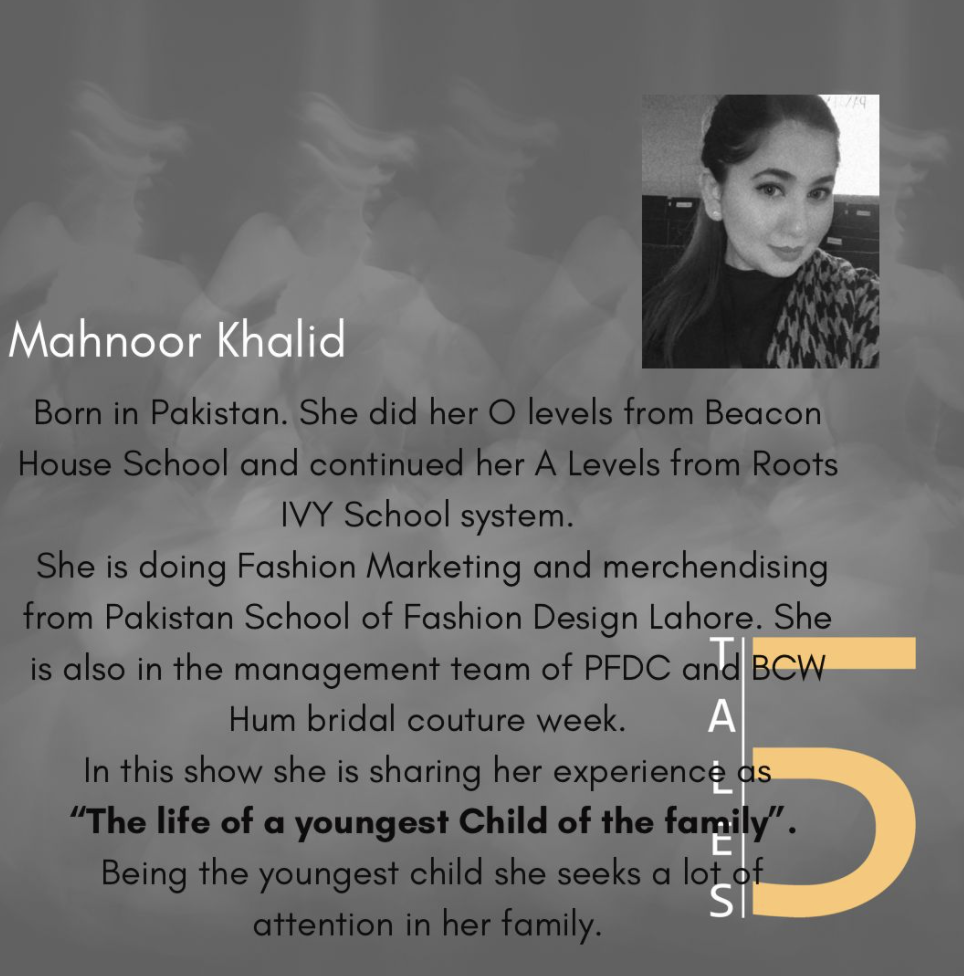 Mahnoor Khalid
Born in Pakistan. She did her O levels from Beacon
House School and continued her A Levels from Roots
IVY School system.
She is doing Fashion Marketing and merchendising
from Pakistan School of Fashion Design Lahore. She
is also in the management team of PFDC and BCW
Hum bridal couture week.
In this show she is sharing her experience as
“The life of a youngest Child of the family”.
Being the youngest child she seeks a lot of
attention in her family.
TALES
5